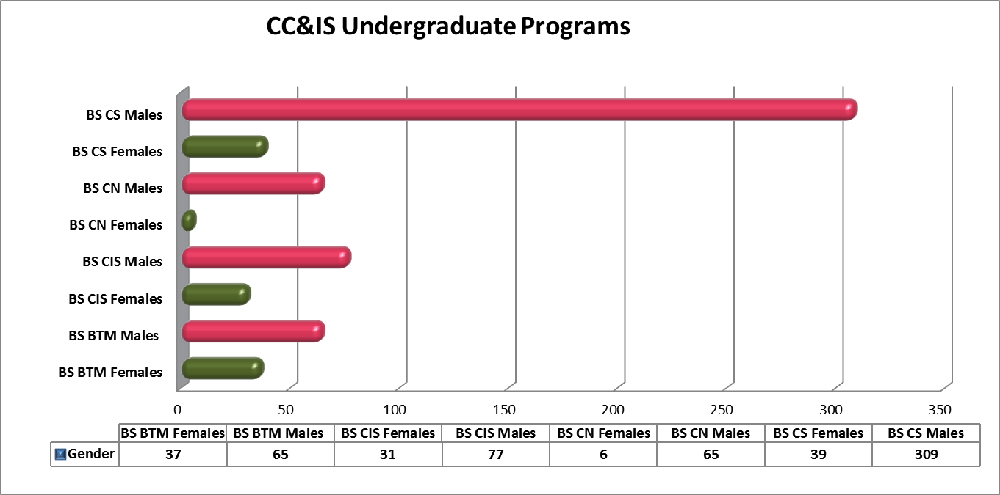 CC&IS Undergraduate Programs
BS CS Males
BS CS Females
BS CN Males
BS CN Females
BS CIS Males
BS CIS Females
BS BTM Males
BS BTM Females
0 50 100 150 200 250 300 350
BS BTM Females BS BTM Males BS CIS Females BS CIS Males BS CN Females BS CN Males BS CS Females BS CS Males
Gender 37 65 31 77 6 65 39 309